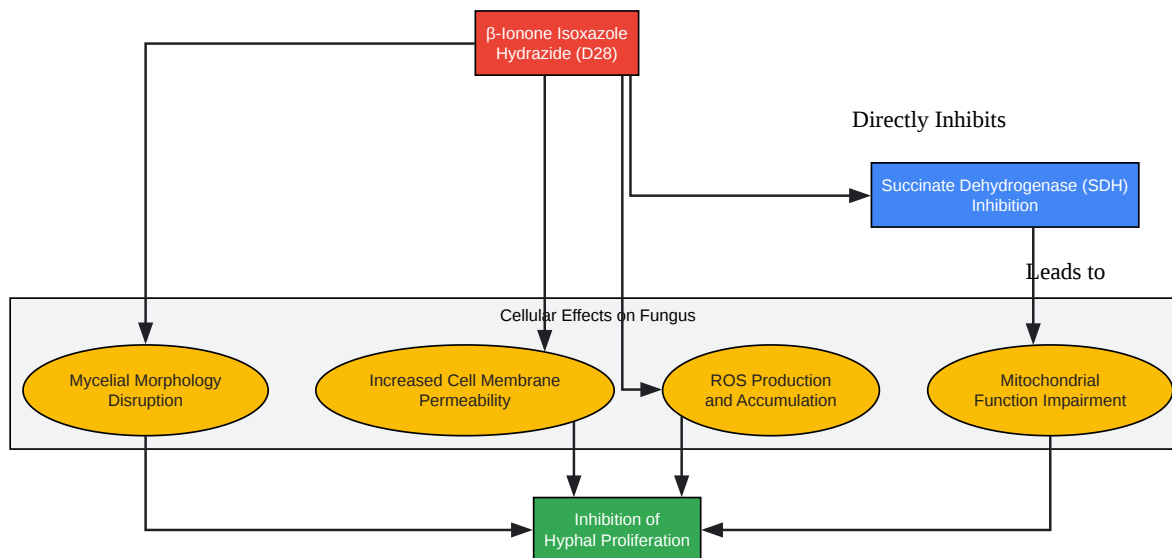 β-Ionone Isoxazole
Hydrazide (D28)
Directly Inhibits
Succinate Dehydrogenase (SDH)
Inhibition
Leads to
Cellular Effects on Fungus
Mycelial Morphology
Disruption
Increased Cell Membrane
Permeability
ROS Production
and Accumulation
Mitochondrial
Function Impairment
Inhibition of
Hyphal Proliferation